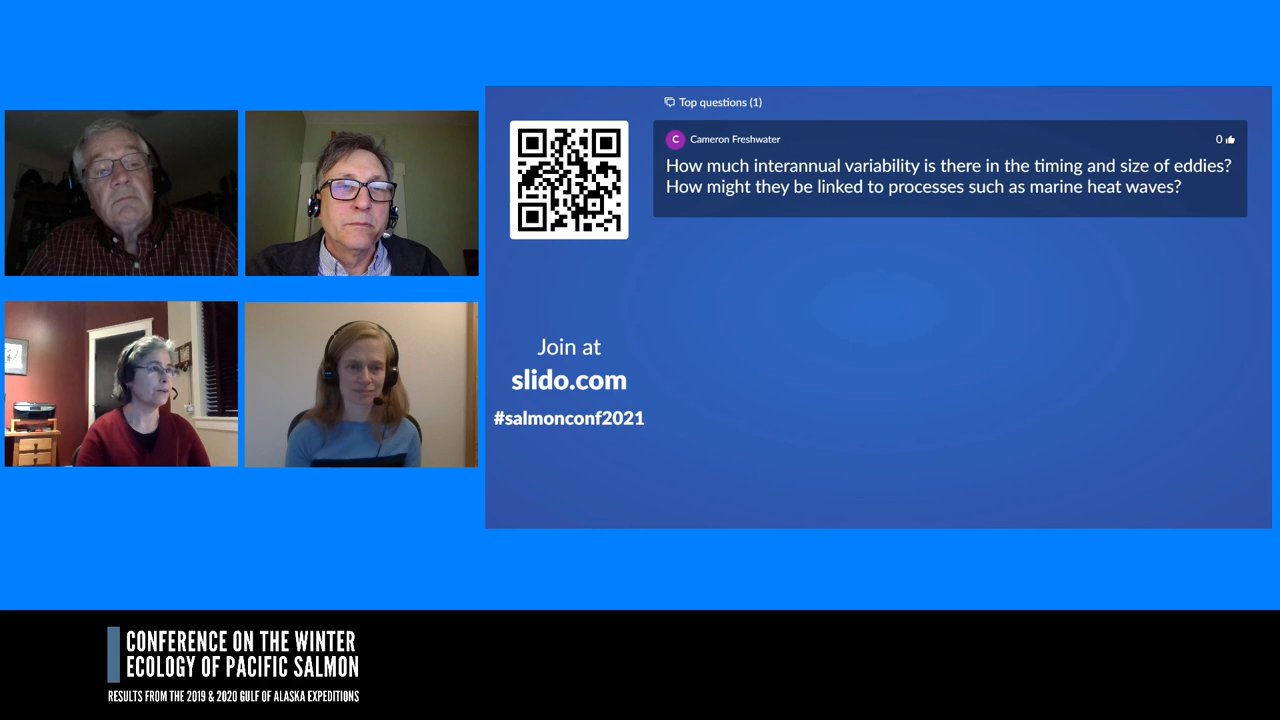 Top questions (1)
C Cameron Freshwater 0
How much interannual variability is there in the timing and size of eddies?
How might they be linked to processes such as marine heat waves?
Join at
slido.com
#salmonconf2021
CONFERENCE ON THE WINTER
ECOLOGY OF PACIFIC SALMON
RESULTS FROM THE 2019 & 2020 GULF OF ALASKA EXPEDITIONS